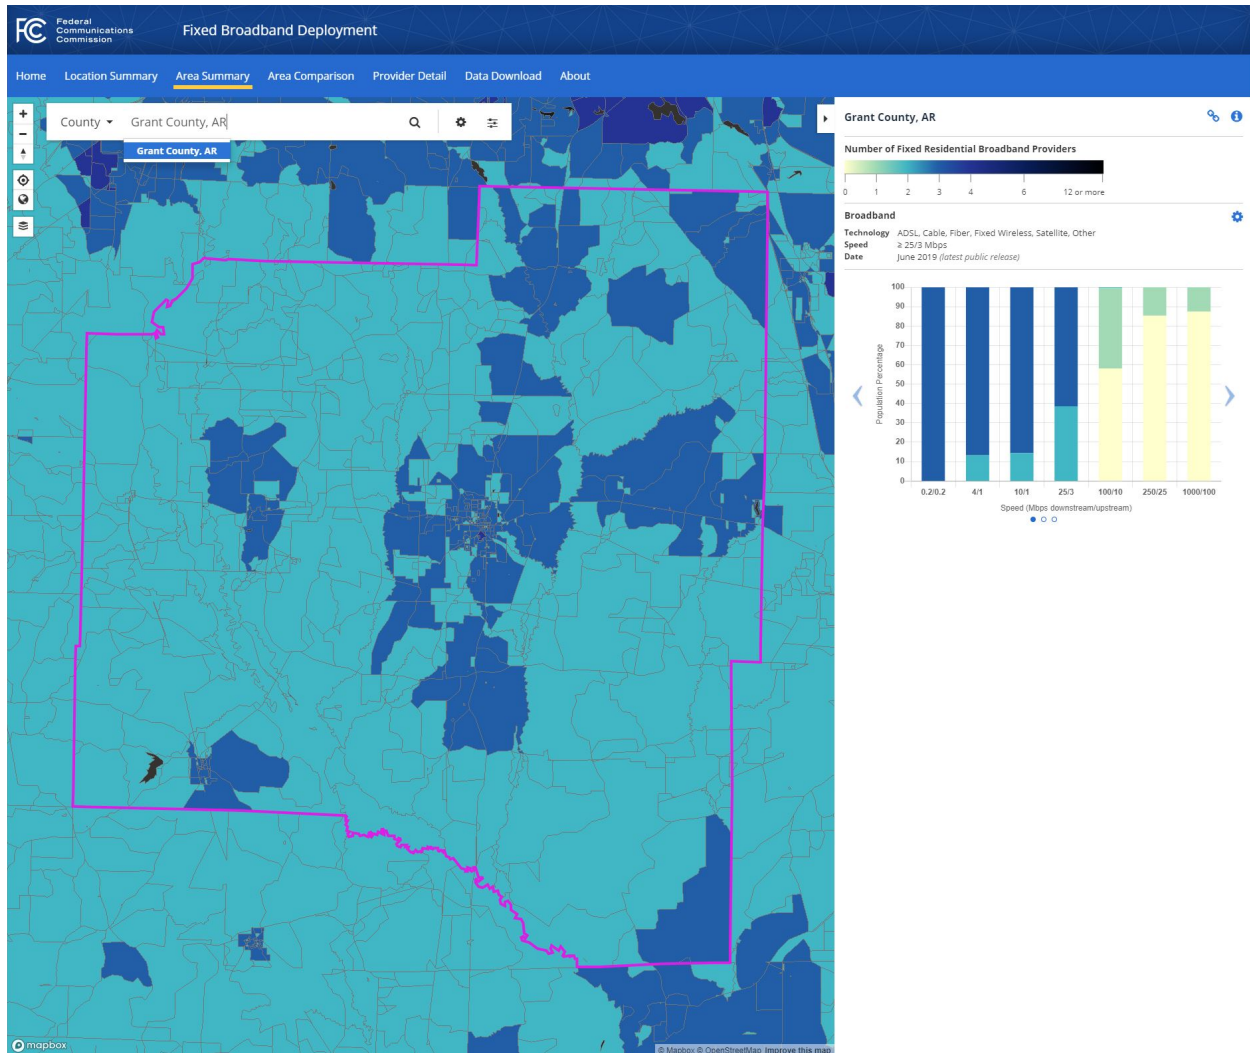 FCC Federal
Communications
Commission
Fixed Broadband Deployment
Home Location Summary Area Summary Area Comparison Provider Detail Data Download About
County Grant County, AR
Grant County, AR
Grant County, AR
Number of Fixed Residential Broadband Providers
0 1 2 3 4 6 12 or more
Broadband
Technology ADSL, Cable, Fiber, Fixed Wireless, Satellite, Other
Speed ≥ 25/3 Mbps
Date June 2019 (latest public release)
100
90
80
70
60
50
40
30
20
10
0
Population Percentage
0.2/0.2 4/1 10/1 25/3 100/10 250/25 1000/100
Speed (Mbps downstream/upstream)
mapbox
© Mapbox © OpenStreetMap Improve this map